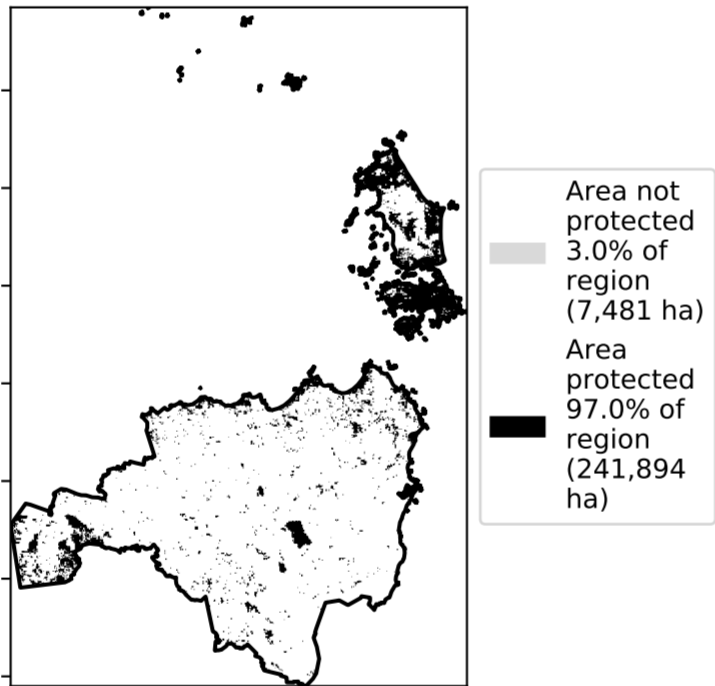 Area not
protected
3.0% of
region
(7,481 ha)
Area
protected
97.0% of
region
(241,894
ha)